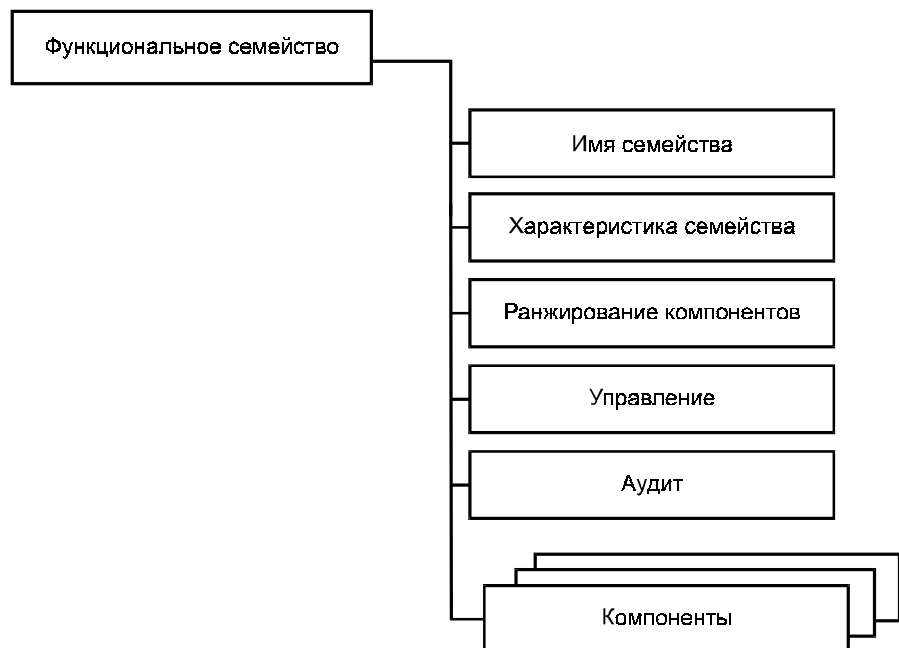 Функциональное семейство
Имя семейства
Характеристика семейства
Ранжирование компонентов
Управление
Аудит
Компоненты